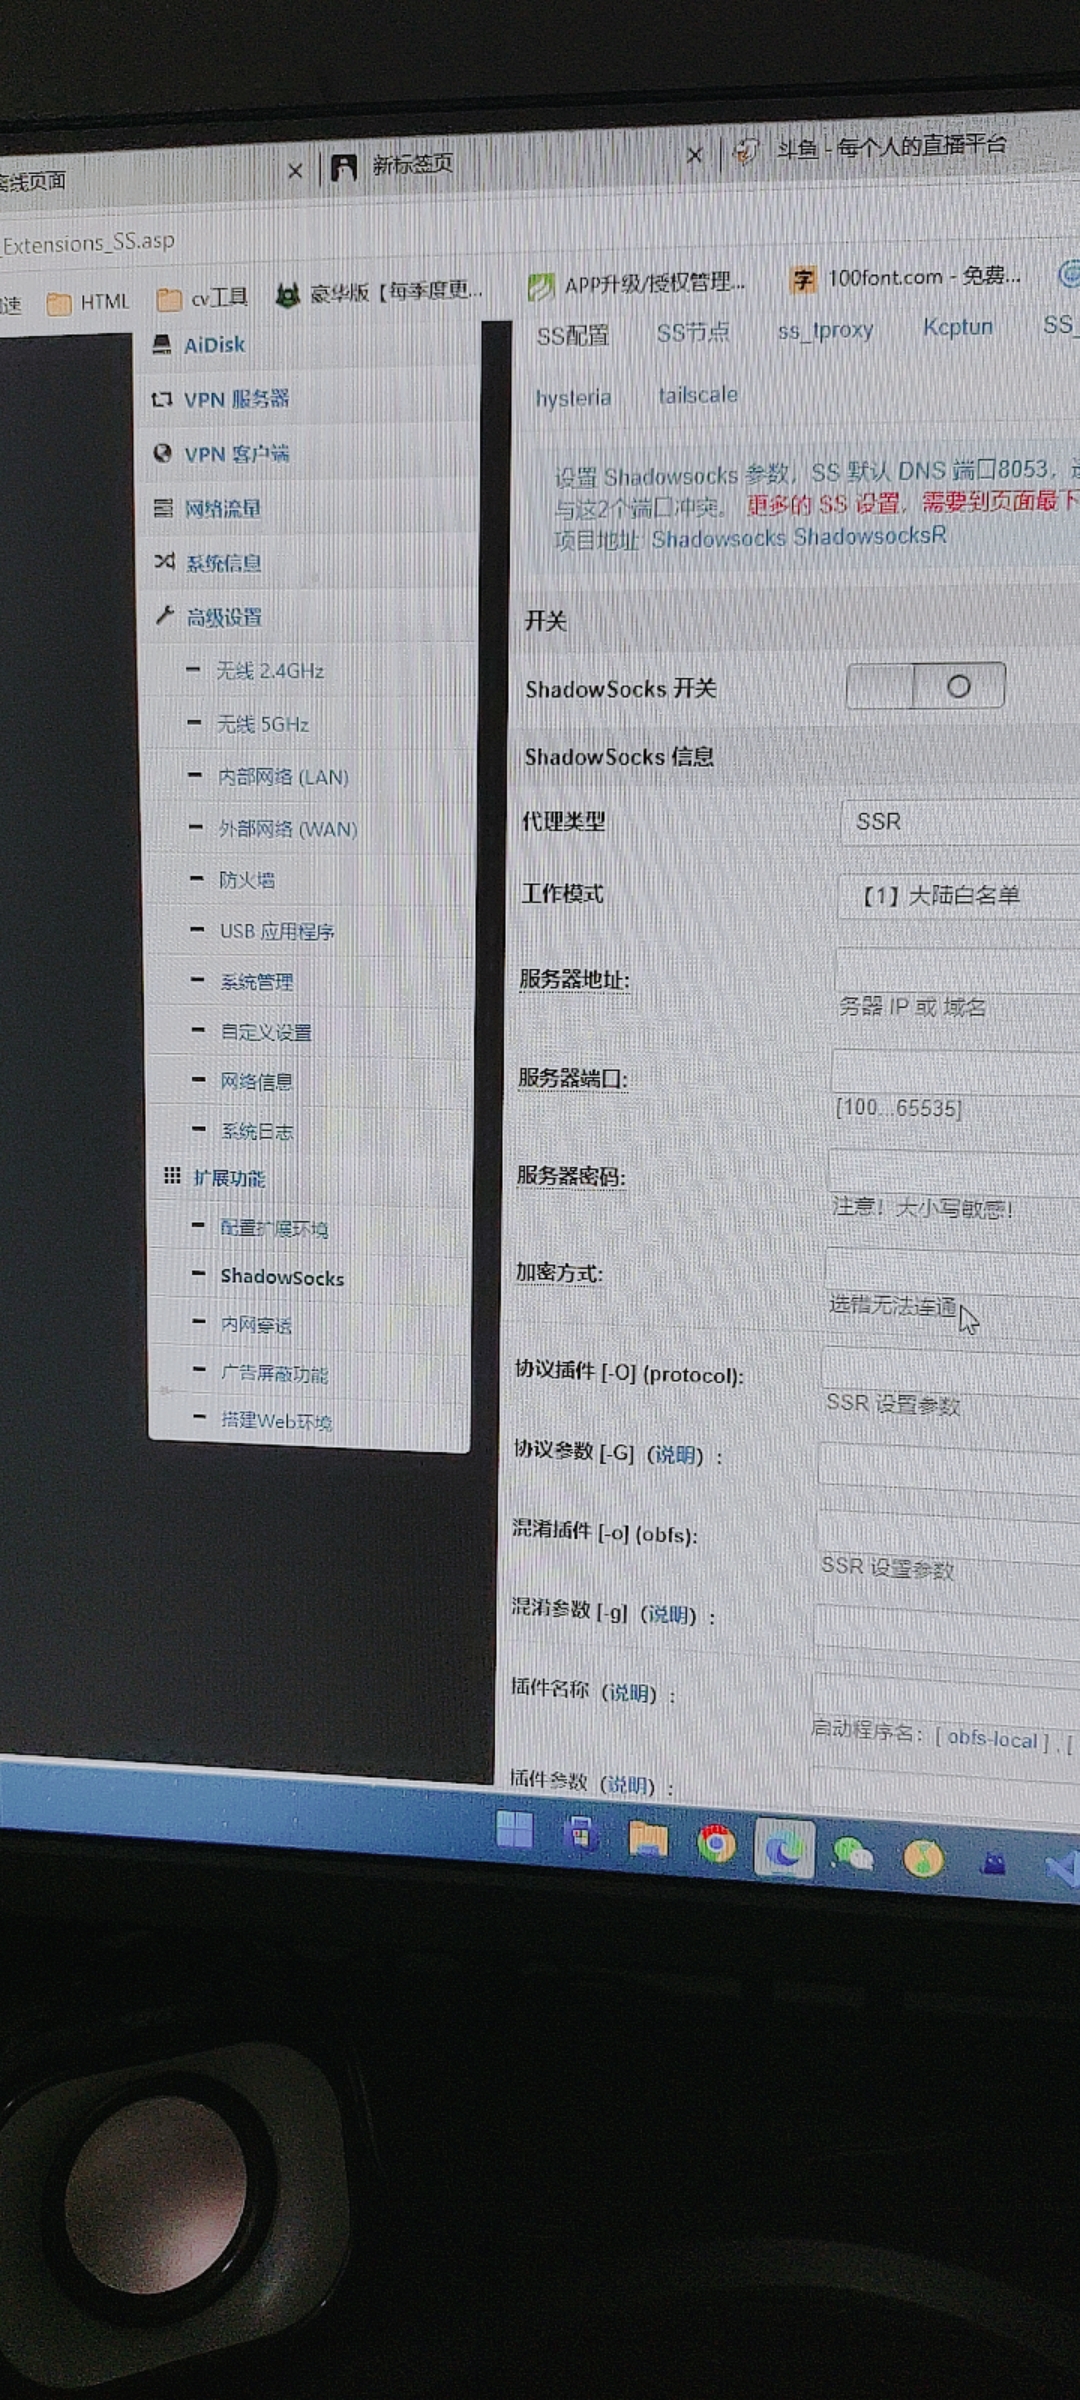 离线页面
新标签页
斗鱼 - 每个人的直播平台
_Extensions_SS.asp
HTML
cv工具
豪华版【每季度更...
APP升级/授权管理...
字
100font.com - 免费...
AiDisk
VPN 服务器
VPN 客户端
网络流量
系统信息
高级设置
无线 2.4GHz
无线 5GHz
内部网络 (LAN)
外部网络 (WAN)
防火墙
USB 应用程序
系统管理
自定义设置
网络信息
系统日志
扩展功能
配置扩展环境
ShadowSocks
内网穿透
广告屏蔽功能
搭建Web环境
SS配置
SS节点
ss_tproxy
Kcptun
SS_
hysteria
tailscale
设置 Shadowsocks 参数，SS 默认 DNS 端口8053，
与这2个端口冲突。 更多的 SS 设置，需要到页面最下
项目地址: Shadowsocks ShadowsocksR
开关
ShadowSocks 开关
ShadowSocks 信息
代理类型
SSR
工作模式
【1】大陆白名单
服务器地址:
务器 IP 或 域名
服务器端口:
[100...65535]
服务器密码:
注意！大小写敏感！
加密方式:
选错无法连通
协议插件 [-O] (protocol):
SSR 设置参数
协议参数 [-G]（说明）:
混淆插件 [-o] (obfs):
SSR 设置参数
混淆参数 [-g]（说明）:
插件名称（说明）:
启动程序名：[ obfs-local ] , [
插件参数（说明）: